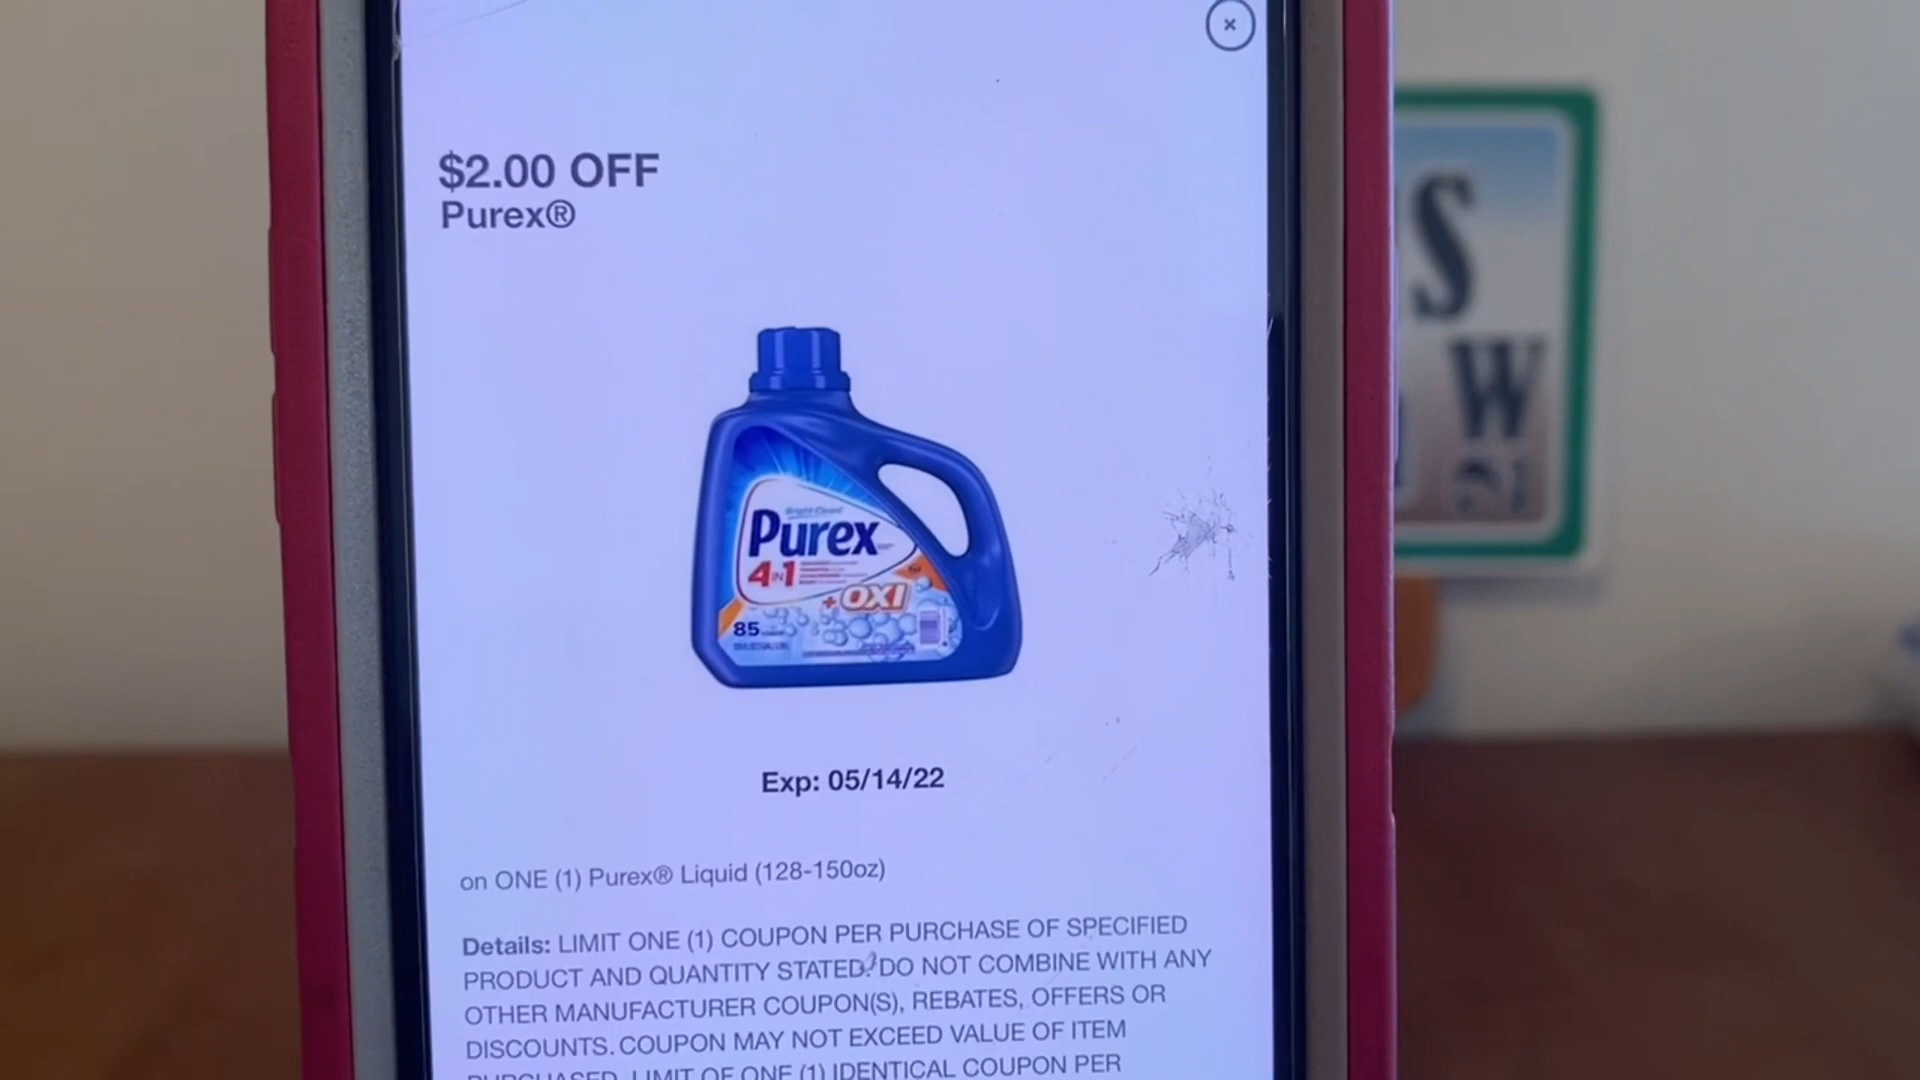 ×
$2.00 OFF
Purex®
Purex
4IN1
+OXI
85
Exp: 05/14/22
on ONE (1) Purex® Liquid (128-150oz)
Details: LIMIT ONE (1) COUPON PER PURCHASE OF SPECIFIED
PRODUCT AND QUANTITY STATED. DO NOT COMBINE WITH ANY
OTHER MANUFACTURER COUPON(S), REBATES, OFFERS OR
DISCOUNTS. COUPON MAY NOT EXCEED VALUE OF ITEM
PURCHASED. LIMIT OF ONE (1) IDENTICAL COUPON PER
S
W